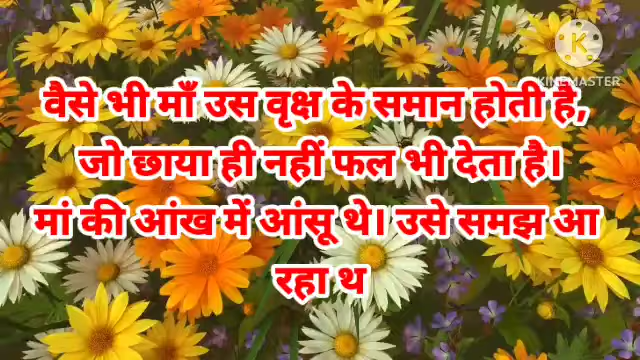 K
KINEMASTER
वैसे भी माँ उस वृक्ष के समान होती है,
जो छाया ही नहीं फल भी देता है।
मां की आंख में आंसू थे। उसे समझ आ
रहा थ